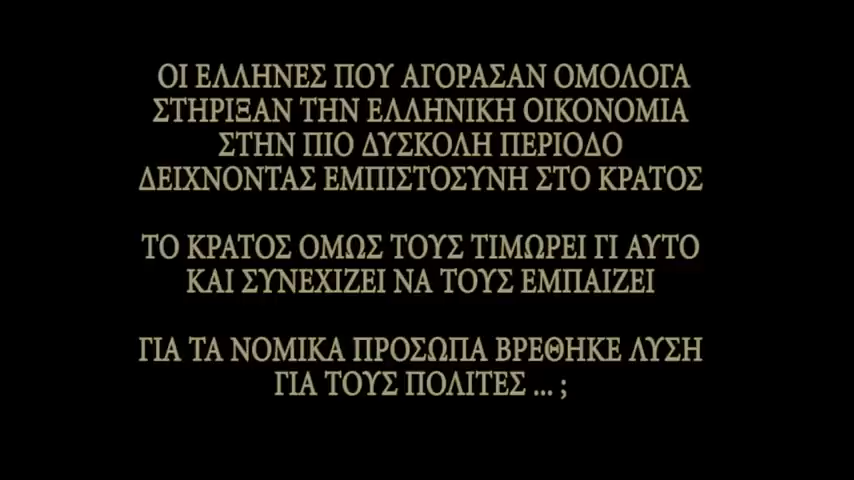 ΟΙ ΕΛΛΗΝΕΣ ΠΟΥ ΑΓΟΡΑΣΑΝ ΟΜΟΛΟΓΑ
ΣΤΗΡΙΞΑΝ ΤΗΝ ΕΛΛΗΝΙΚΗ ΟΙΚΟΝΟΜΙΑ
ΣΤΗΝ ΠΙΟ ΔΥΣΚΟΛΗ ΠΕΡΙΟΔΟ
ΔΕΙΧΝΟΝΤΑΣ ΕΜΠΙΣΤΟΣΥΝΗ ΣΤΟ ΚΡΑΤΟΣ
ΤΟ ΚΡΑΤΟΣ ΟΜΩΣ ΤΟΥΣ ΤΙΜΩΡΕΙ ΓΙ ΑΥΤΟ
ΚΑΙ ΣΥΝΕΧΙΖΕΙ ΝΑ ΤΟΥΣ ΕΜΠΑΙΖΕΙ
ΓΙΑ ΤΑ ΝΟΜΙΚΑ ΠΡΟΣΩΠΑ ΒΡΕΘΗΚΕ ΛΥΣΗ
ΓΙΑ ΤΟΥΣ ΠΟΛΙΤΕΣ ... ;